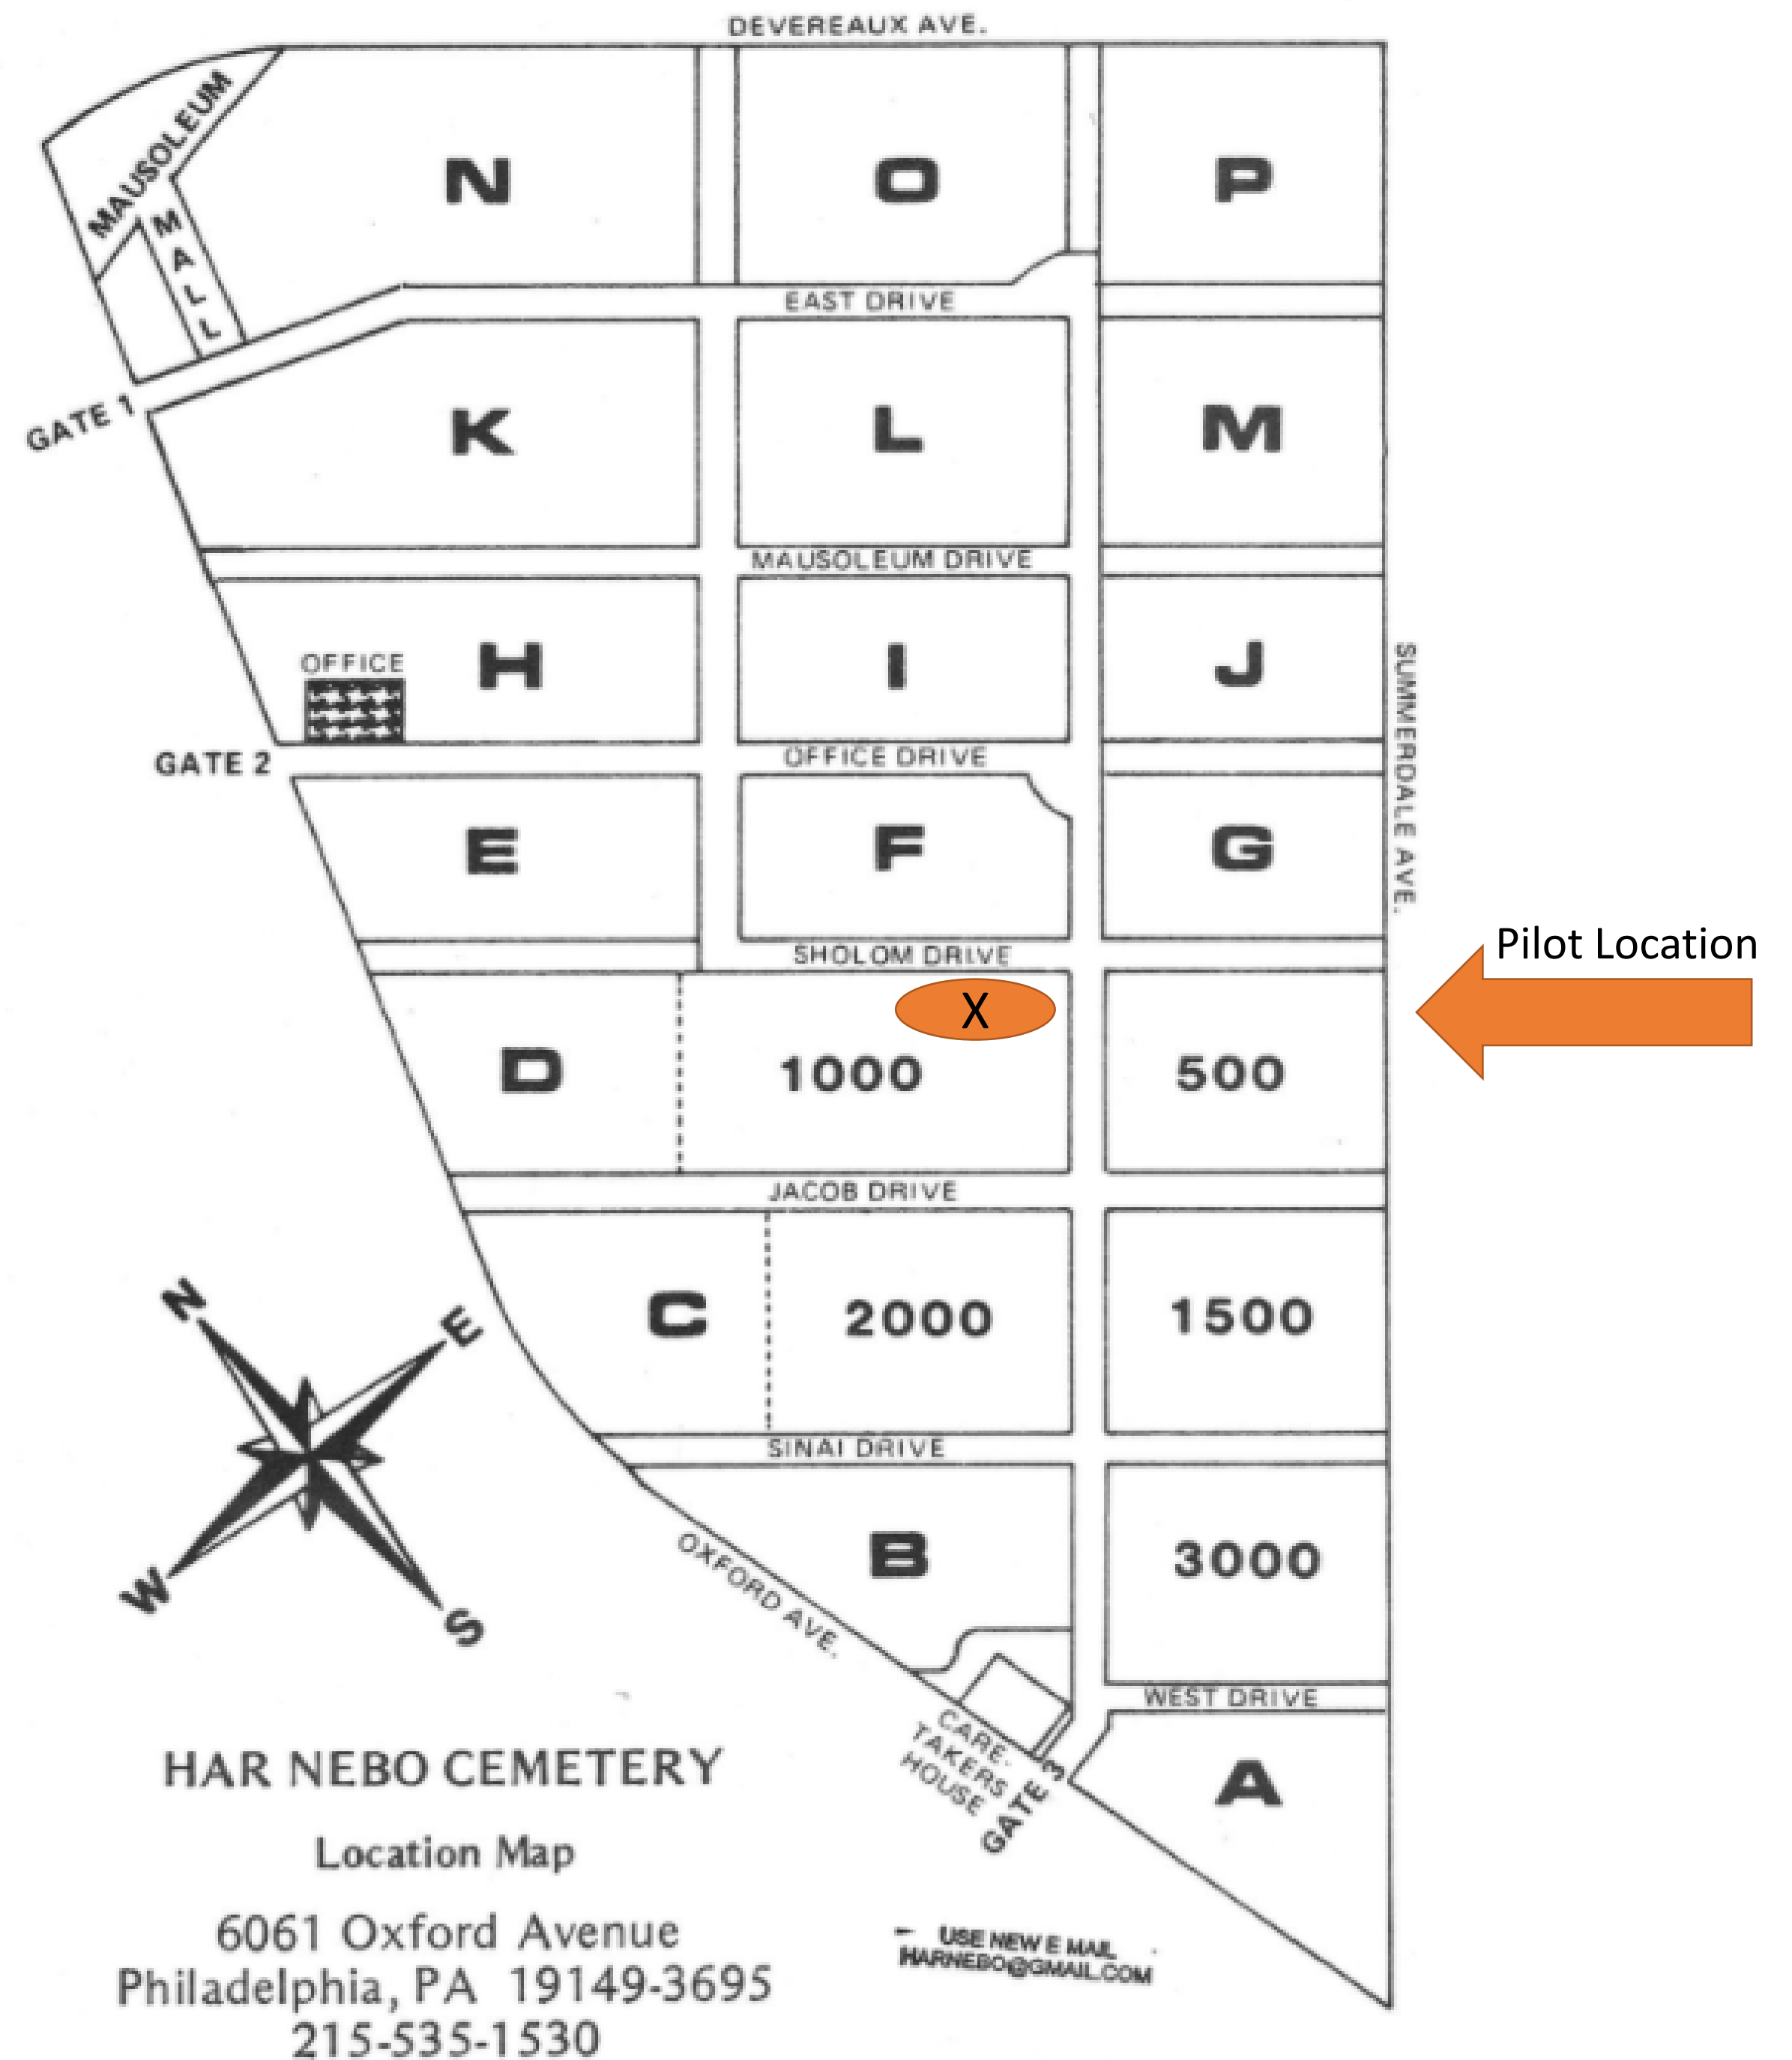 DEVEREAUX AVE.
MAUSOLEUM
MALL
N
O
P
EAST DRIVE
GATE 1
K
L
M
MAUSOLEUM DRIVE
OFFICE
H
I
J
SUMMERDALE AVE.
GATE 2
OFFICE DRIVE
E
F
G
Pilot Location
SHOLOM DRIVE
X
D
1000
500
JACOB DRIVE
C
2000
1500
N
E
W
S
SINAI DRIVE
B
3000
OXFORD AVE.
WEST DRIVE
CARE-
TAKERS
HOUSE
GATE 3
A
HAR NEBO CEMETERY
Location Map
6061 Oxford Avenue
Philadelphia, PA 19149-3695
215-535-1530
USE NEW E MAIL
HARNEBO@GMAIL.COM